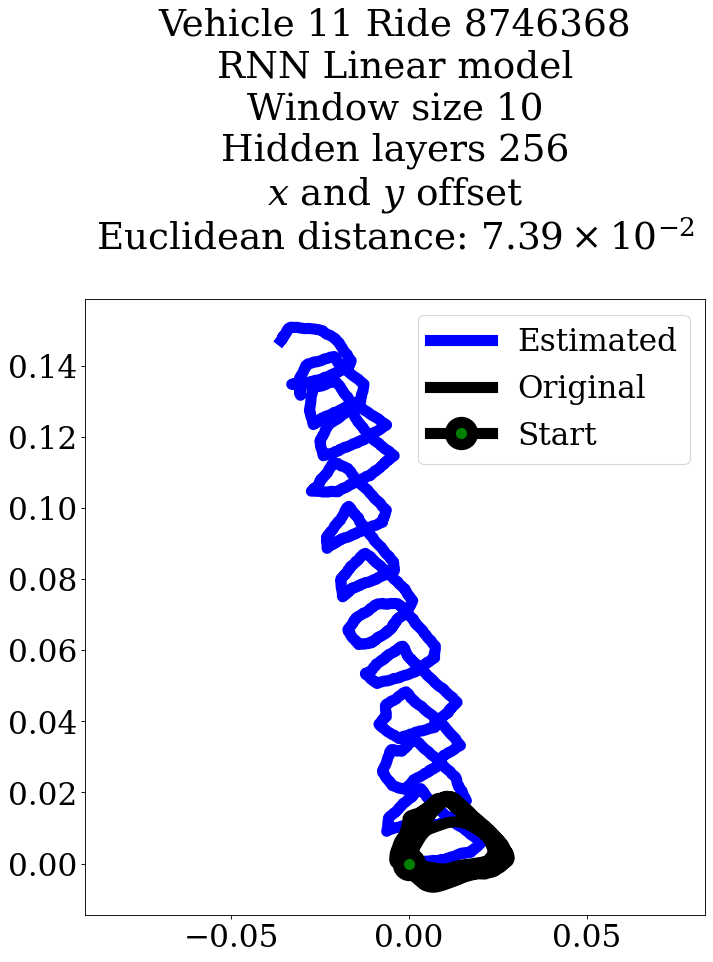 Vehicle 11 Ride 8746368
RNN Linear model
Window size 10
Hidden layers 256
x and y offset
Euclidean distance: 7.39 × 10⁻²
Estimated
Original
Start
0.14
0.12
0.10
0.08
0.06
0.04
0.02
0.00
−0.05 0.00 0.05